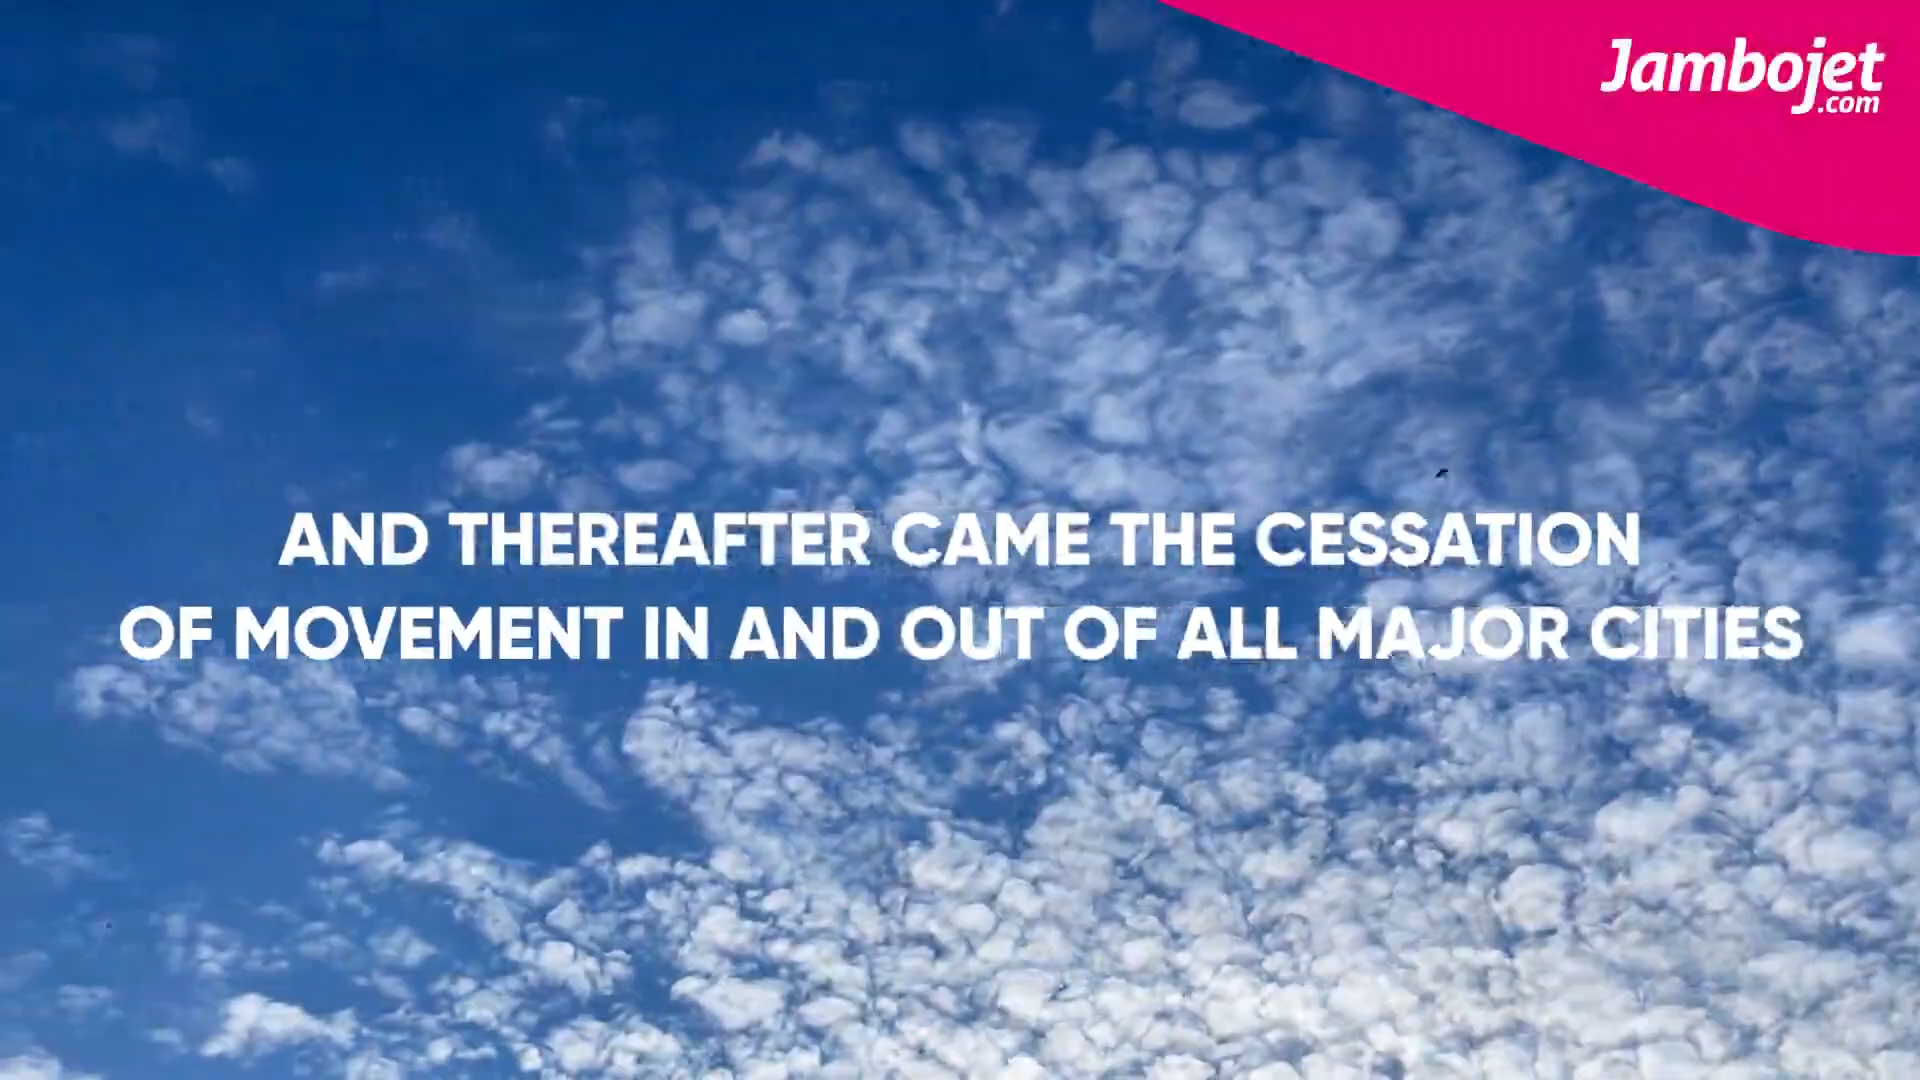 Jambojet
.com
AND THEREAFTER CAME THE CESSATION
OF MOVEMENT IN AND OUT OF ALL MAJOR CITIES